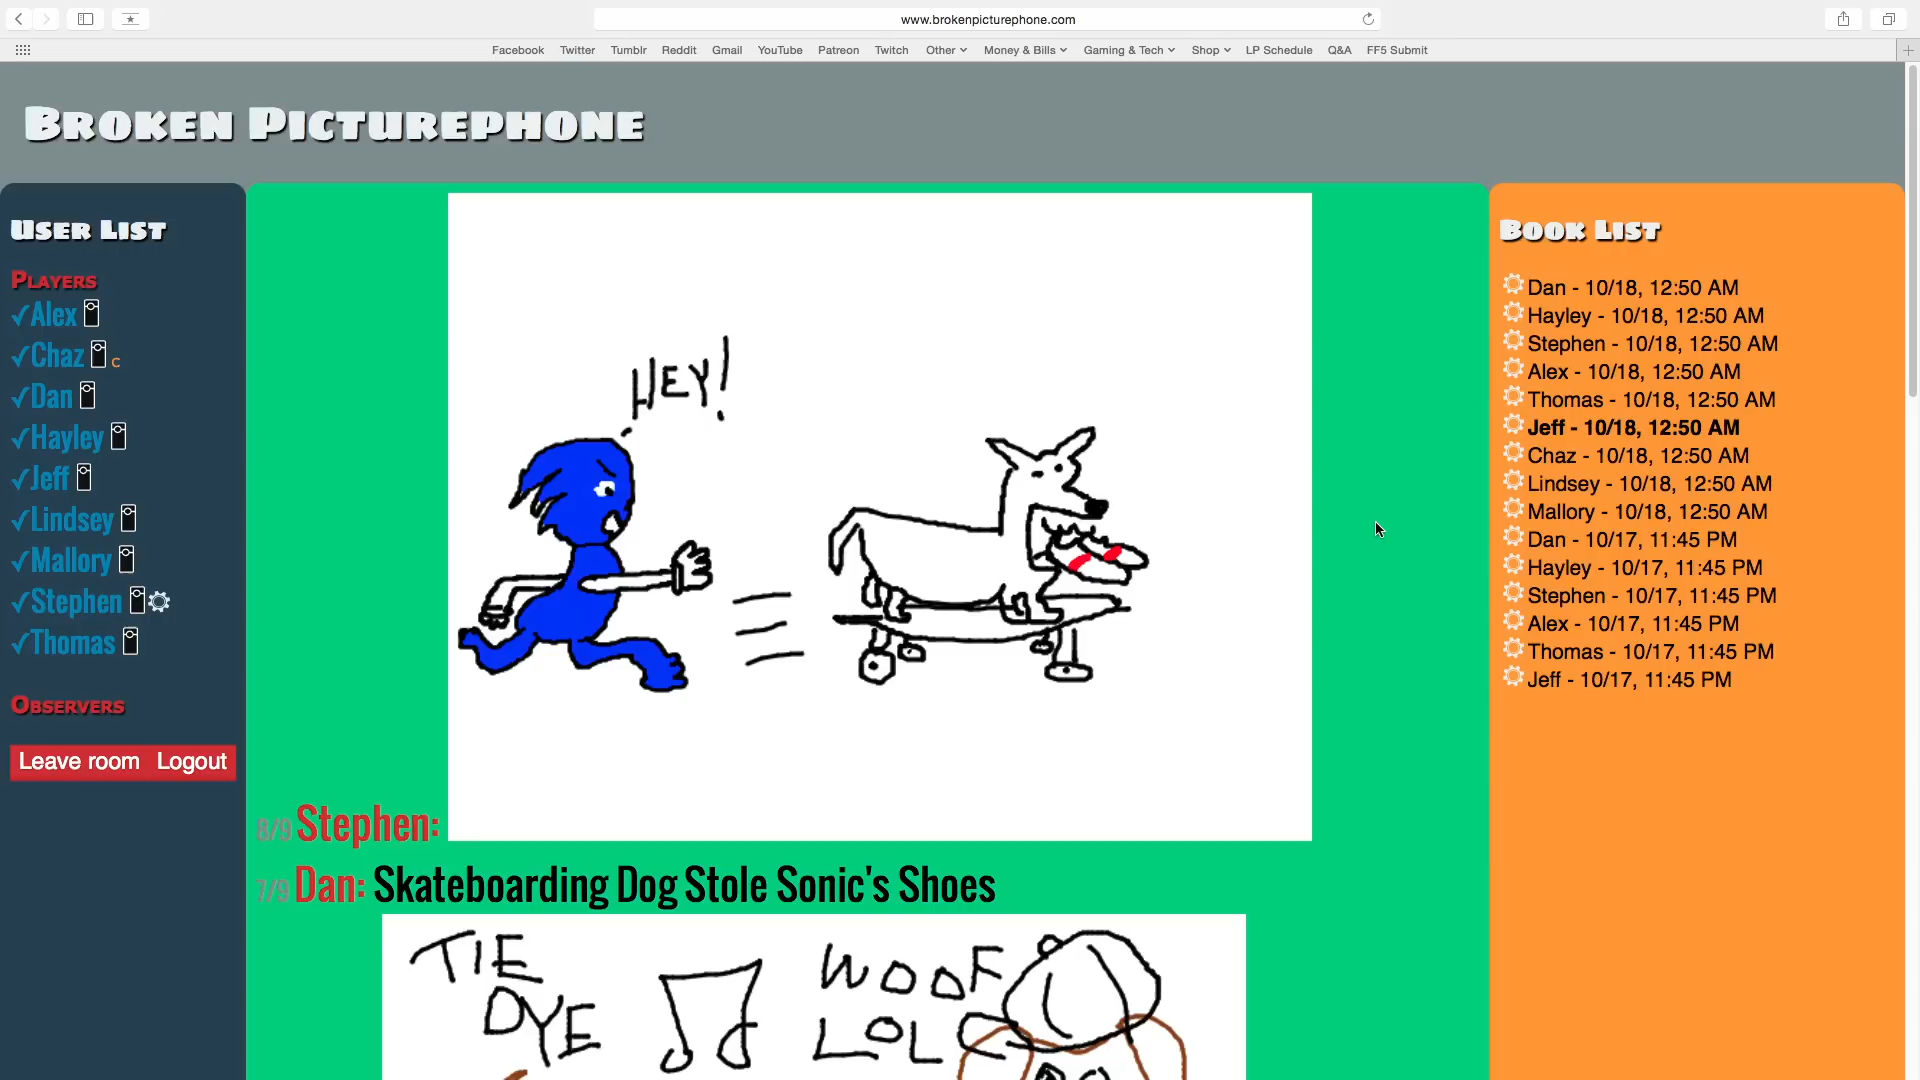 www.brokenpicturephone.com
Facebook Twitter Tumblr Reddit Gmail YouTube Patreon Twitch Other Money & Bills Gaming & Tech Shop LP Schedule Q&A FF5 Submit
Broken Picturephone
User List
Players
✓Alex
✓Chaz c
✓Dan
✓Hayley
✓Jeff
✓Lindsey
✓Mallory
✓Stephen
✓Thomas
Observers
Leave room Logout
HEY!
8/9 Stephen:
7/9 Dan: Skateboarding Dog Stole Sonic's Shoes
TIE
DYE
WOOF
LOL
Book List
Dan - 10/18, 12:50 AM
Hayley - 10/18, 12:50 AM
Stephen - 10/18, 12:50 AM
Alex - 10/18, 12:50 AM
Thomas - 10/18, 12:50 AM
Jeff - 10/18, 12:50 AM
Chaz - 10/18, 12:50 AM
Lindsey - 10/18, 12:50 AM
Mallory - 10/18, 12:50 AM
Dan - 10/17, 11:45 PM
Hayley - 10/17, 11:45 PM
Stephen - 10/17, 11:45 PM
Alex - 10/17, 11:45 PM
Thomas - 10/17, 11:45 PM
Jeff - 10/17, 11:45 PM